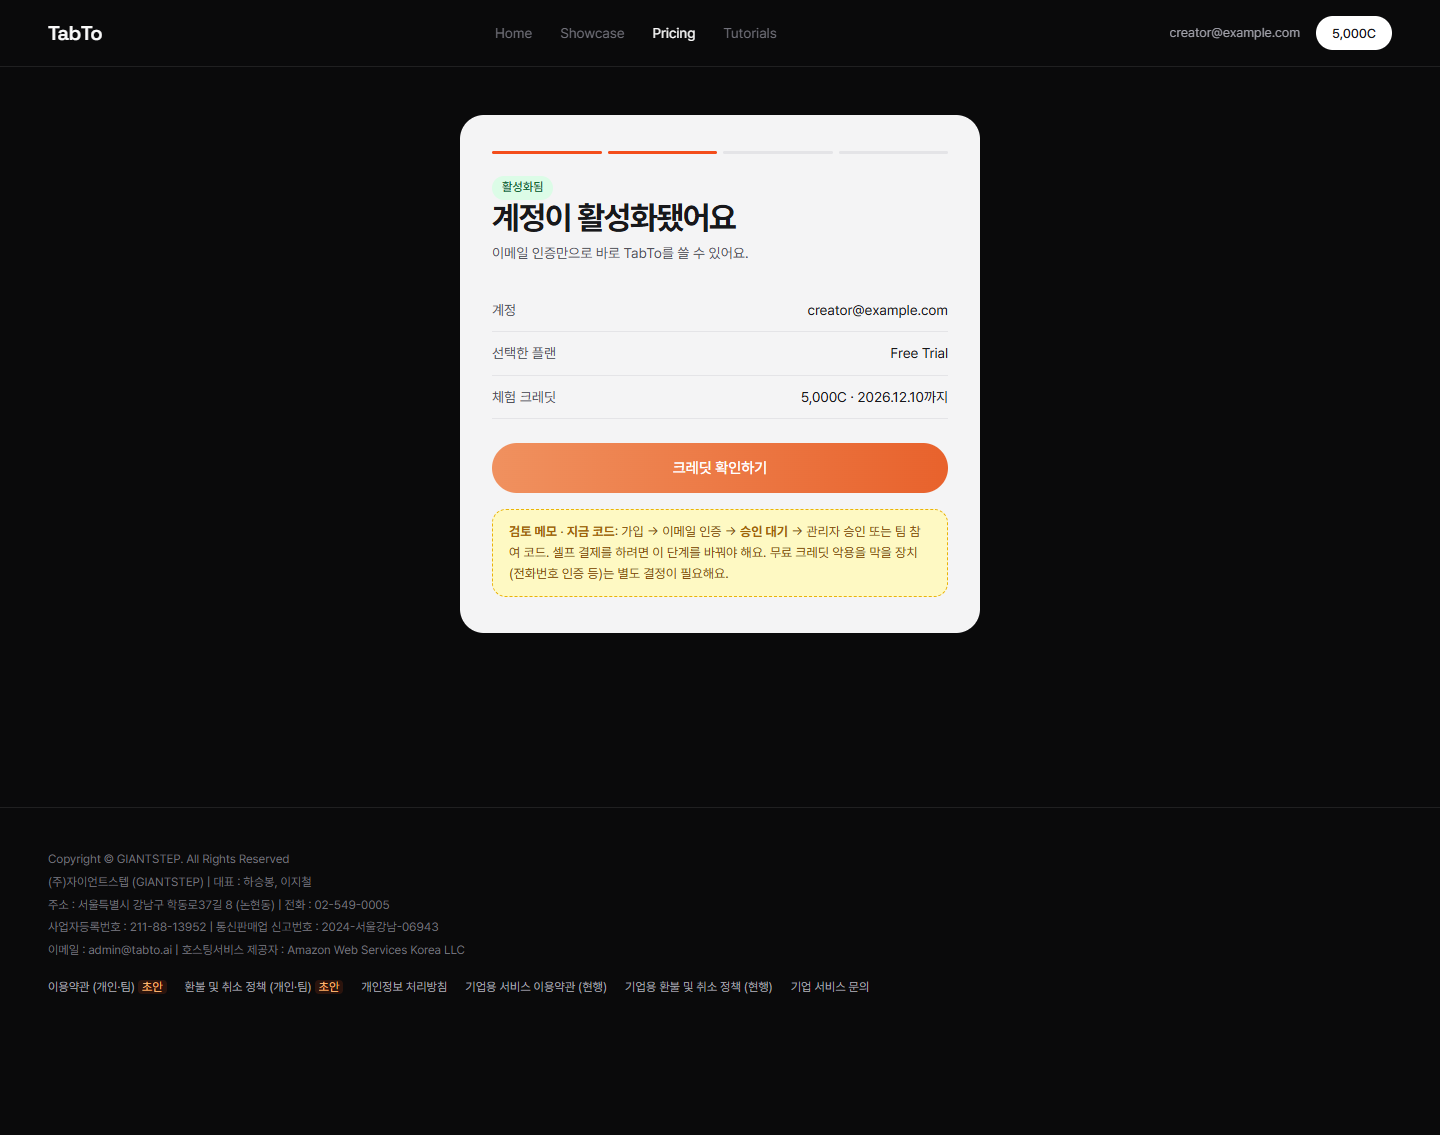 TabTo
Home Showcase Pricing Tutorials
creator@example.com
5,000C
활성화됨
계정이 활성화됐어요
이메일 인증만으로 바로 TabTo를 쓸 수 있어요.
계정 creator@example.com
선택한 플랜 Free Trial
체험 크레딧 5,000C · 2026.12.10까지
크레딧 확인하기
검토 메모 · 지금 코드: 가입 → 이메일 인증 → 승인 대기 → 관리자 승인 또는 팀 참
여 코드. 셀프 결제를 하려면 이 단계를 바꿔야 해요. 무료 크레딧 악용을 막을 장치
(전화번호 인증 등)는 별도 결정이 필요해요.
Copyright © GIANTSTEP. All Rights Reserved
(주)자이언트스텝 (GIANTSTEP) | 대표 : 하승봉, 이지철
주소 : 서울특별시 강남구 학동로37길 8 (논현동) | 전화 : 02-549-0005
사업자등록번호 : 211-88-13952 | 통신판매업 신고번호 : 2024-서울강남-06943
이메일 : admin@tabto.ai | 호스팅서비스 제공자 : Amazon Web Services Korea LLC
이용약관 (개인·팀) 초안 환불 및 취소 정책 (개인·팀) 초안 개인정보 처리방침 기업용 서비스 이용약관 (현행) 기업용 환불 및 취소 정책 (현행) 기업 서비스 문의